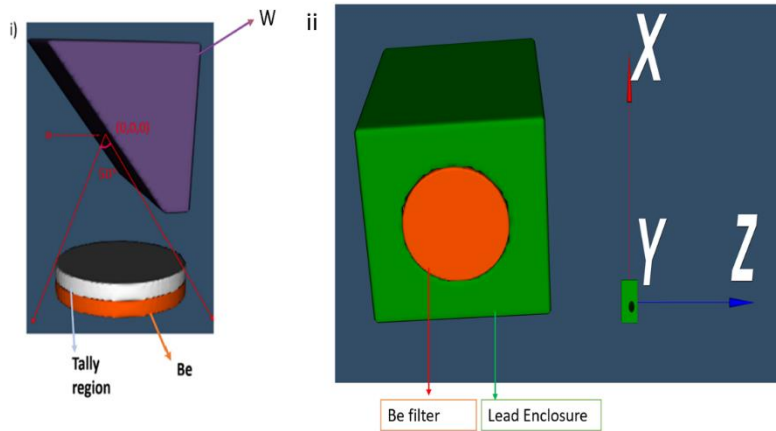 i)
W
(0,0,0)
Tally
region
Be
ii
X
Y
Z
Be filter
Lead Enclosure